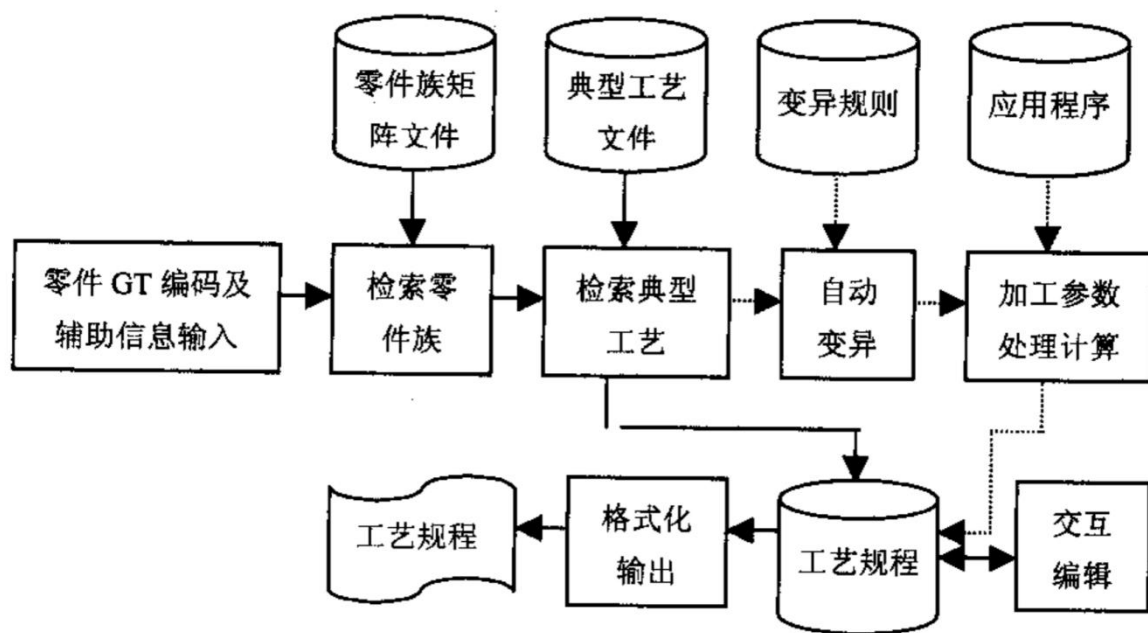 零件族矩
阵文件
典型工艺
文件
变异规则
应用程序
零件 GT 编码及
辅助信息输入
检索零
件族
检索典型
工艺
自动
变异
加工参数
处理计算
工艺规程
格式化
输出
工艺规程
交互
编辑